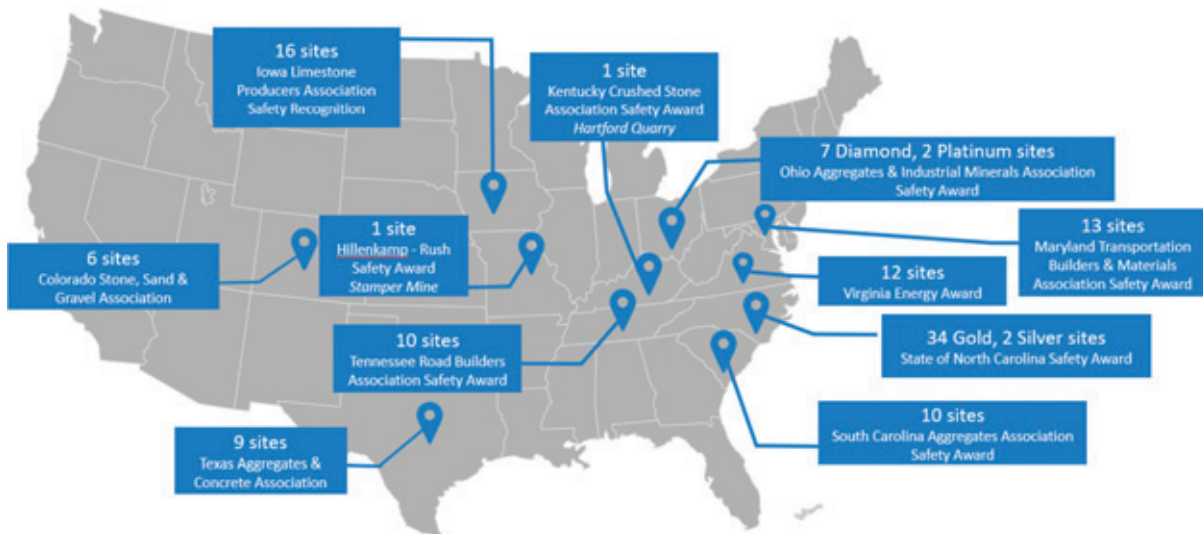 16 sites
Iowa Limestone
Producers Association
Safety Recognition
1 site
Kentucky Crushed Stone
Association Safety Award
Hartford Quarry
7 Diamond, 2 Platinum sites
Ohio Aggregates & Industrial Minerals Association
Safety Award
6 sites
Colorado Stone, Sand &
Gravel Association
1 site
Hillenkamp - Rush
Safety Award
Stamper Mine
13 sites
Maryland Transportation
Builders & Materials
Association Safety Award
12 sites
Virginia Energy Award
10 sites
Tennessee Road Builders
Association Safety Award
34 Gold, 2 Silver sites
State of North Carolina Safety Award
9 sites
Texas Aggregates &
Concrete Association
10 sites
South Carolina Aggregates Association
Safety Award